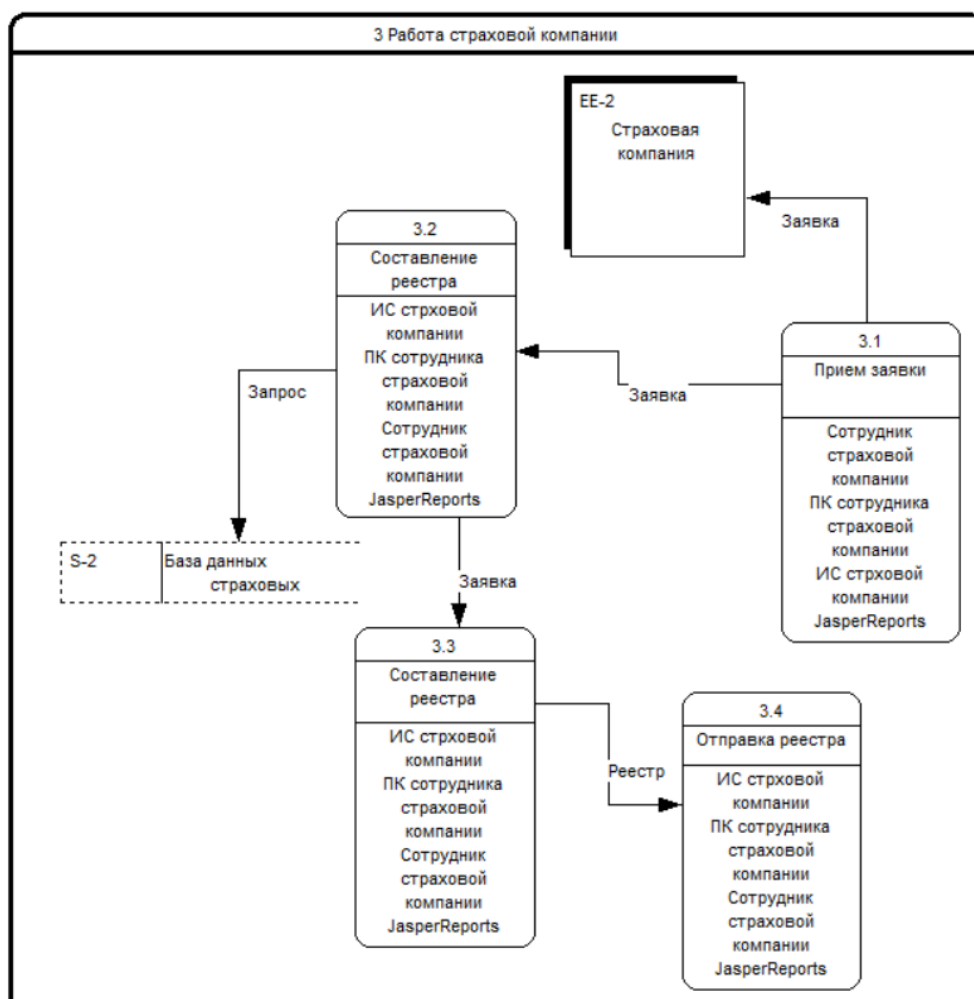 3 Работа страховой компании
EE-2
Страховая
компания
Заявка
3.2
Составление
реестра
ИС стрховой
компании
ПК сотрудника
страховой
компании
Сотрудник
страховой
компании
JasperReports
3.1
Прием заявки
Сотрудник
страховой
компании
ПК сотрудника
страховой
компании
ИС стрховой
компании
JasperReports
Заявка
Запрос
S-2
База данных
страховых
Заявка
3.3
Составление
реестра
ИС стрховой
компании
ПК сотрудника
страховой
компании
Сотрудник
страховой
компании
JasperReports
Реестр
3.4
Отправка реестра
ИС стрховой
компании
ПК сотрудника
страховой
компании
Сотрудник
страховой
компании
JasperReports